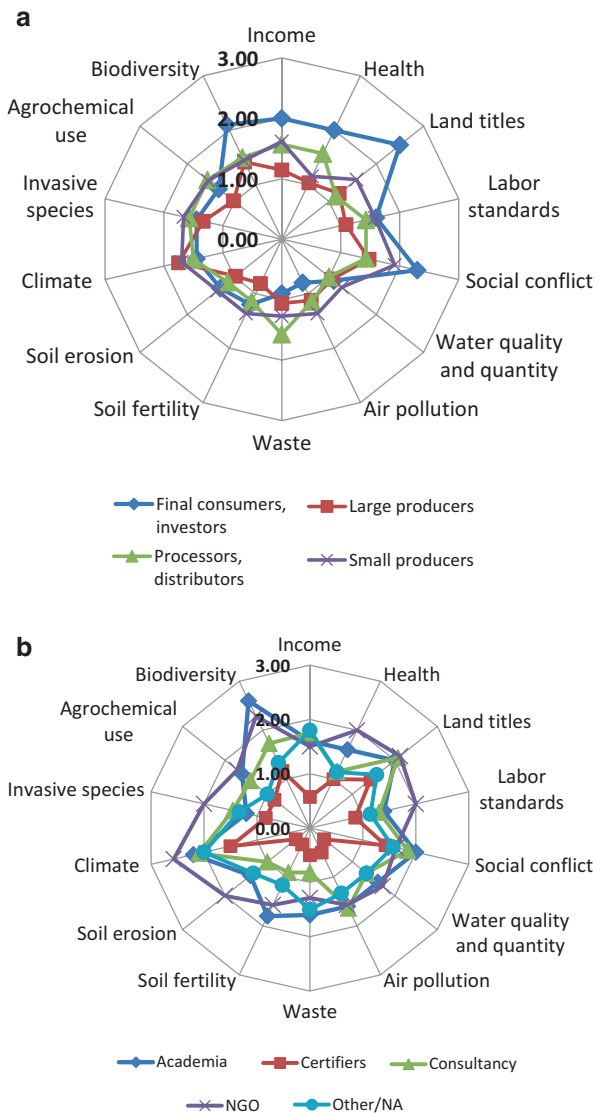 a
Income
3.00
Biodiversity
Health
Agrochemical
use
2.00
Land titles
Invasive
species
1.00
Labor
standards
0.00
Climate
Social conflict
Soil erosion
Water quality
and quantity
Soil fertility
Air pollution
Waste
Final consumers,
investors
Large producers
Processors,
distributors
Small producers
b
Income
3.00
Biodiversity
Health
Agrochemical
use
2.00
Land titles
Invasive species
1.00
Labor
standards
0.00
Climate
Social conflict
Soil erosion
Water quality
and quantity
Soil fertility
Air pollution
Waste
Academia
Certifiers
Consultancy
NGO
Other/NA